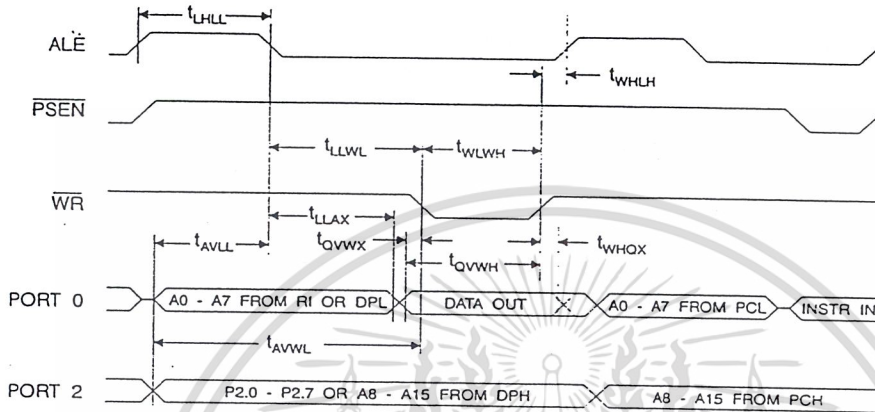 tLHLL
ALE
tWHLH
PSEN
tLLWL
tWLWH
WR
tLLAX
tAVLL
tQVWX
tWHQX
tQVWH
PORT 0
A0 - A7 FROM RI OR DPL
DATA OUT
A0 - A7 FROM PCL
INSTR IN
tAVWL
PORT 2
P2.0 - P2.7 OR A8 - A15 FROM DPH
A8 - A15 FROM PCH